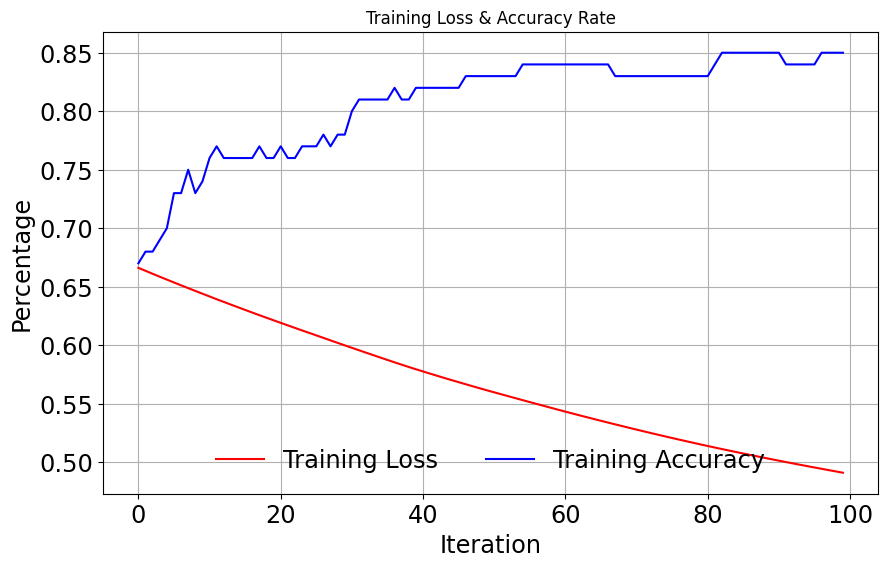 Training Loss & Accuracy Rate
0.85
0.80
0.75
0.70
0.65
0.60
0.55
0.50
Percentage
Training Loss Training Accuracy
0 20 40 60 80 100
Iteration